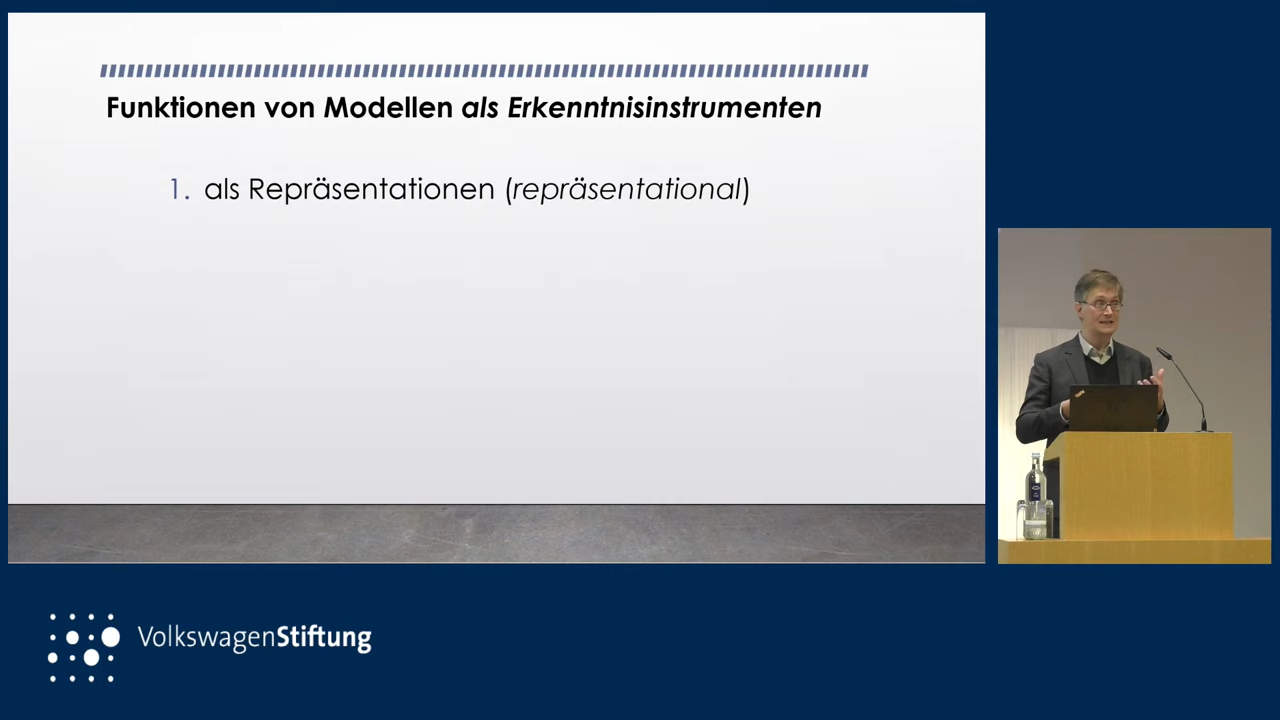 Funktionen von Modellen als Erkenntnisinstrumenten
1. als Repräsentationen (repräsentational)
VolkswagenStiftung